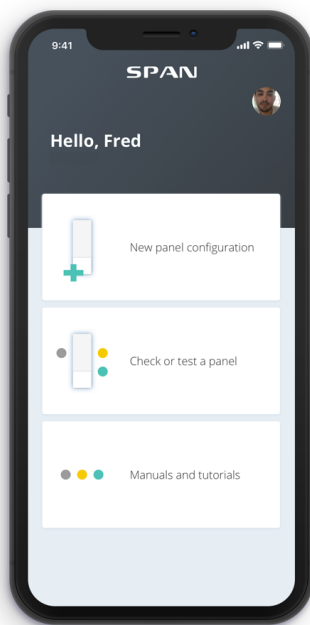 9:41
SPAN
Hello, Fred
New panel configuration
Check or test a panel
Manuals and tutorials